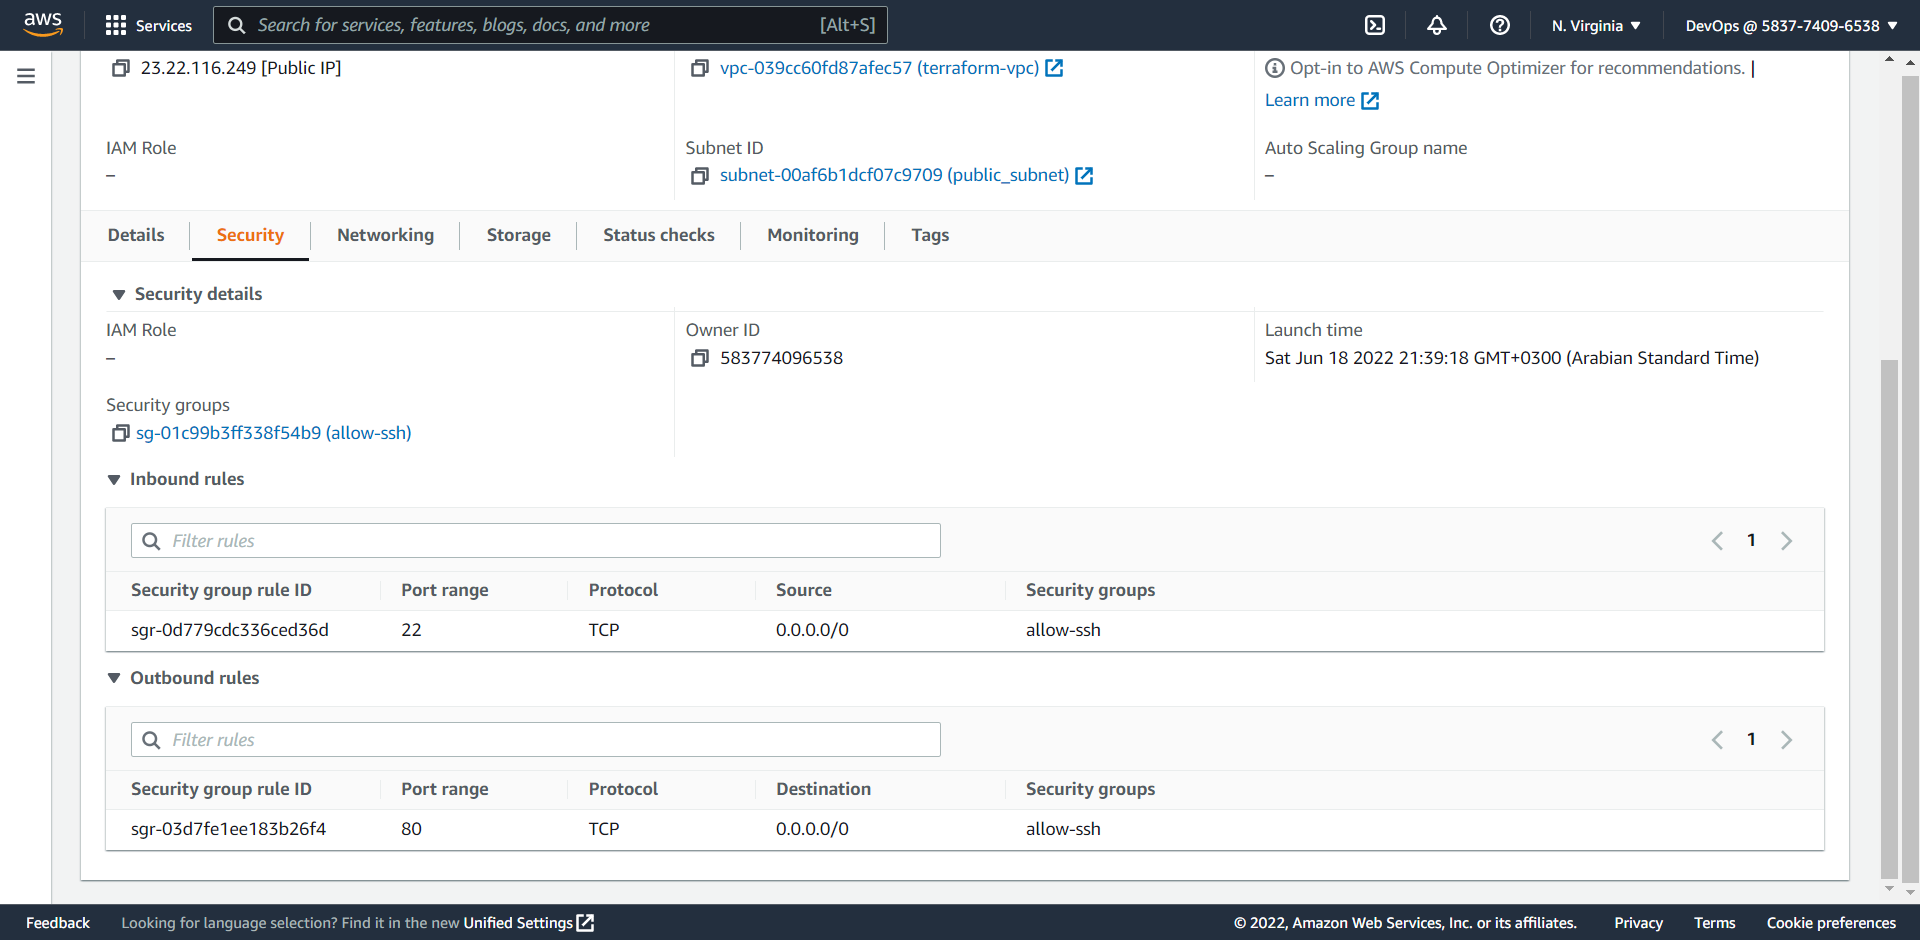 aws Services Search for services, features, blogs, docs, and more [Alt+S] N. Virginia DevOps @ 5837-7409-6538
23.22.116.249 [Public IP] vpc-039cc60fd87afec57 (terraform-vpc) Opt-in to AWS Compute Optimizer for recommendations. |
Learn more
IAM Role Subnet ID Auto Scaling Group name
– subnet-00af6b1dcf07c9709 (public_subnet) –
Details Security Networking Storage Status checks Monitoring Tags
Security details
IAM Role Owner ID Launch time
– 583774096538 Sat Jun 18 2022 21:39:18 GMT+0300 (Arabian Standard Time)
Security groups
sg-01c99b3ff338f54b9 (allow-ssh)
Inbound rules
Filter rules 1
Security group rule ID Port range Protocol Source Security groups
sgr-0d779cdc336ced36d 22 TCP 0.0.0.0/0 allow-ssh
Outbound rules
Filter rules 1
Security group rule ID Port range Protocol Destination Security groups
sgr-03d7fe1ee183b26f4 80 TCP 0.0.0.0/0 allow-ssh
Feedback Looking for language selection? Find it in the new Unified Settings © 2022, Amazon Web Services, Inc. or its affiliates. Privacy Terms Cookie preferences